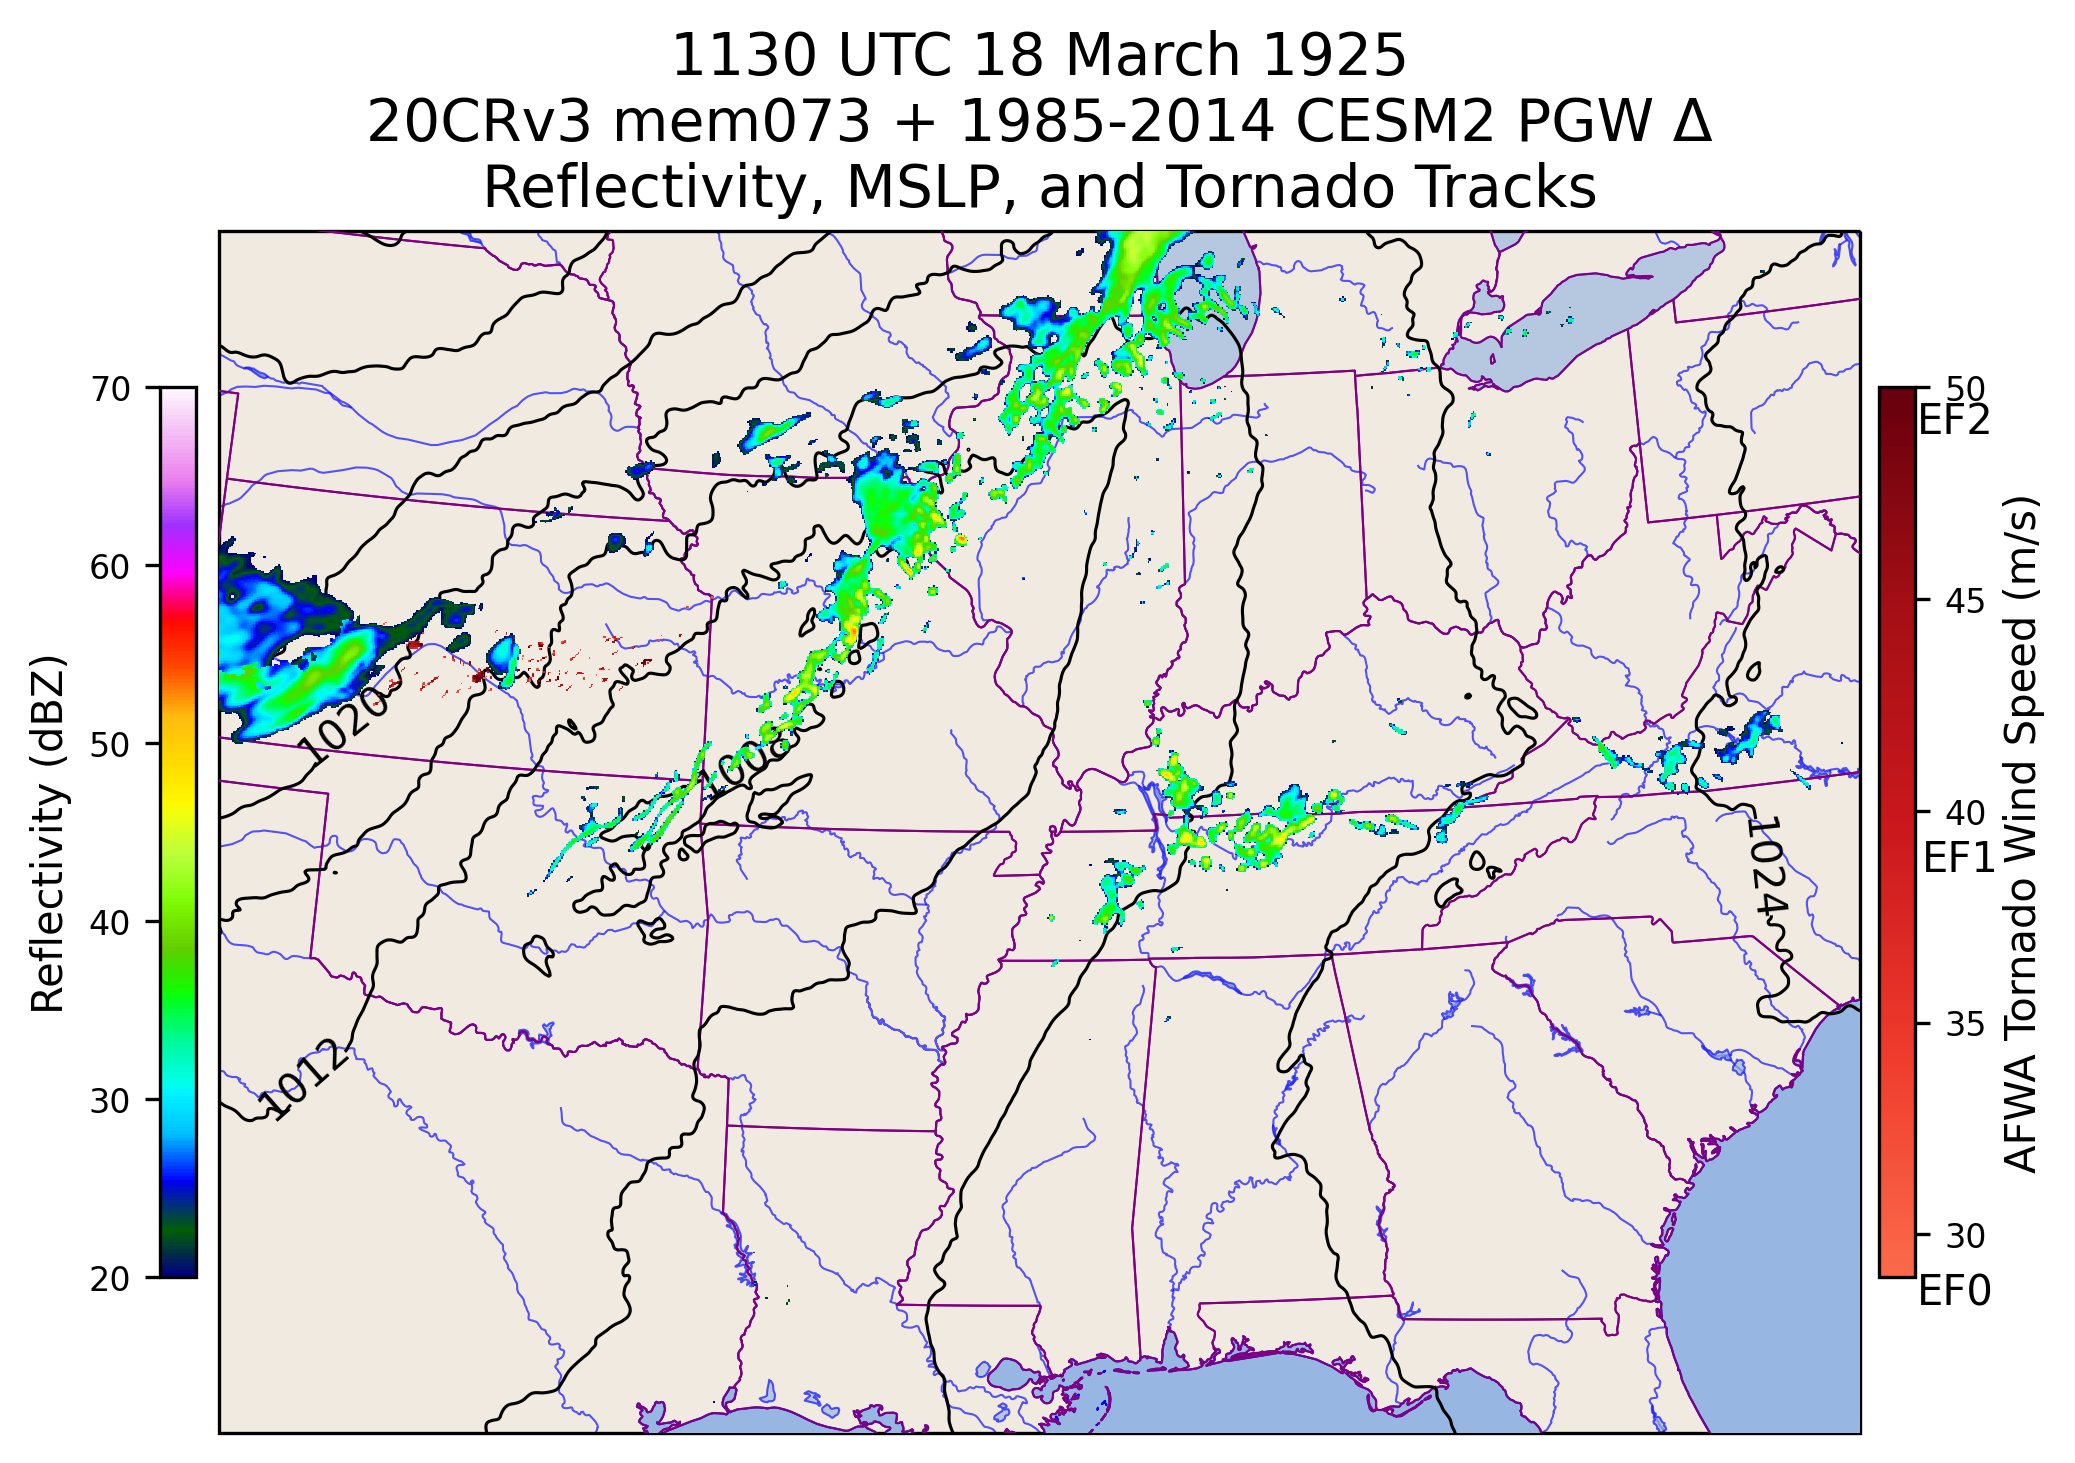 1130 UTC 18 March 1925
20CRv3 mem073 + 1985-2014 CESM2 PGW Δ
Reflectivity, MSLP, and Tornado Tracks
70
60
50
40
30
20
Reflectivity (dBZ)
1020
1008
1012
1024
50
EF2
45
40
EF1
35
30
EF0
AFWA Tornado Wind Speed (m/s)